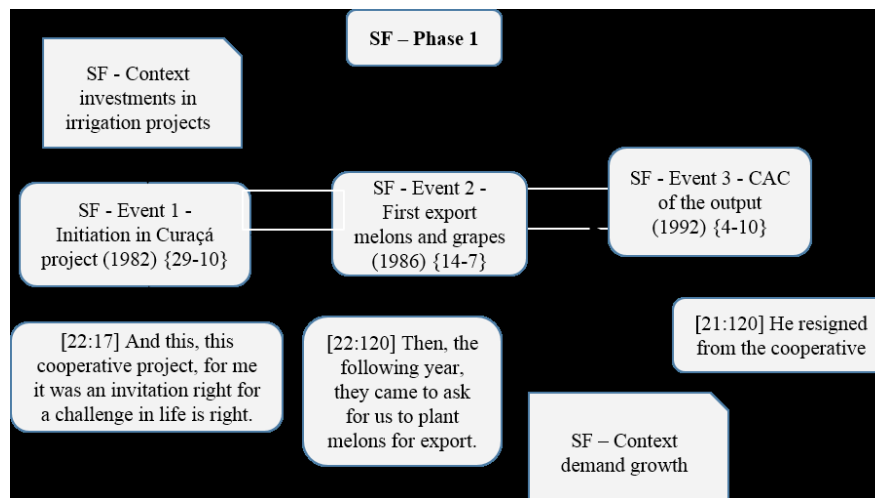 SF – Phase 1
SF - Context
investments in
irrigation projects
SF - Event 1 -
Initiation in Curaçá
project (1982) {29-10}
SF - Event 2 -
First export
melons and grapes
(1986) {14-7}
SF - Event 3 - CAC
of the output
(1992) {4-10}
[22:17] And this, this
cooperative project, for me
it was an invitation right for
a challenge in life is right.
[22:120] Then, the
following year,
they came to ask
for us to plant
melons for export.
[21:120] He resigned
from the cooperative
SF – Context
demand growth